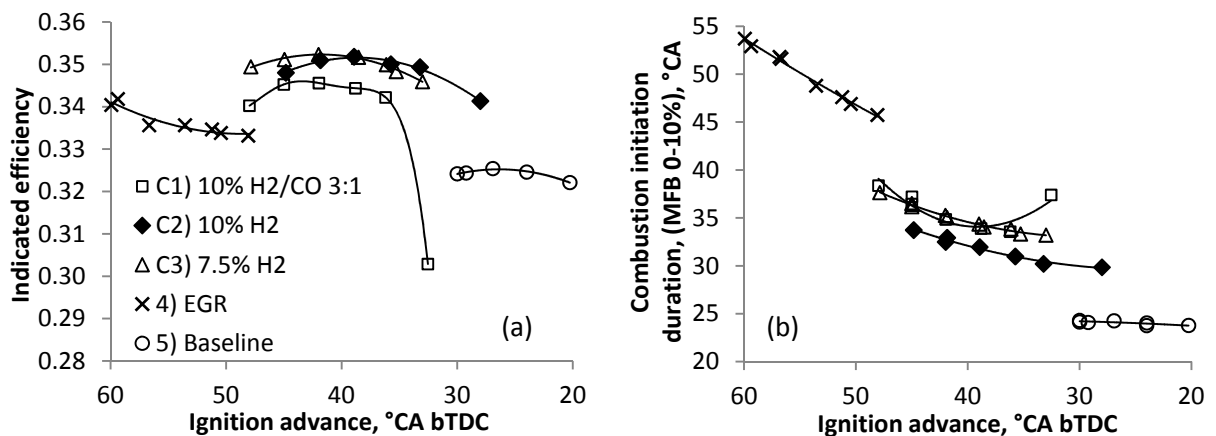 0.36
0.35
0.34
0.33
0.32
0.31
0.30
0.29
0.28
Indicated efficiency
C1) 10% H2/CO 3:1
C2) 10% H2
C3) 7.5% H2
4) EGR
5) Baseline
(a)
60 50 40 30 20
Ignition advance, °CA bTDC
Combustion initiation
duration, (MFB 0-10%), °CA
55
50
45
40
35
30
25
20
(b)
60 50 40 30 20
Ignition advance, °CA bTDC